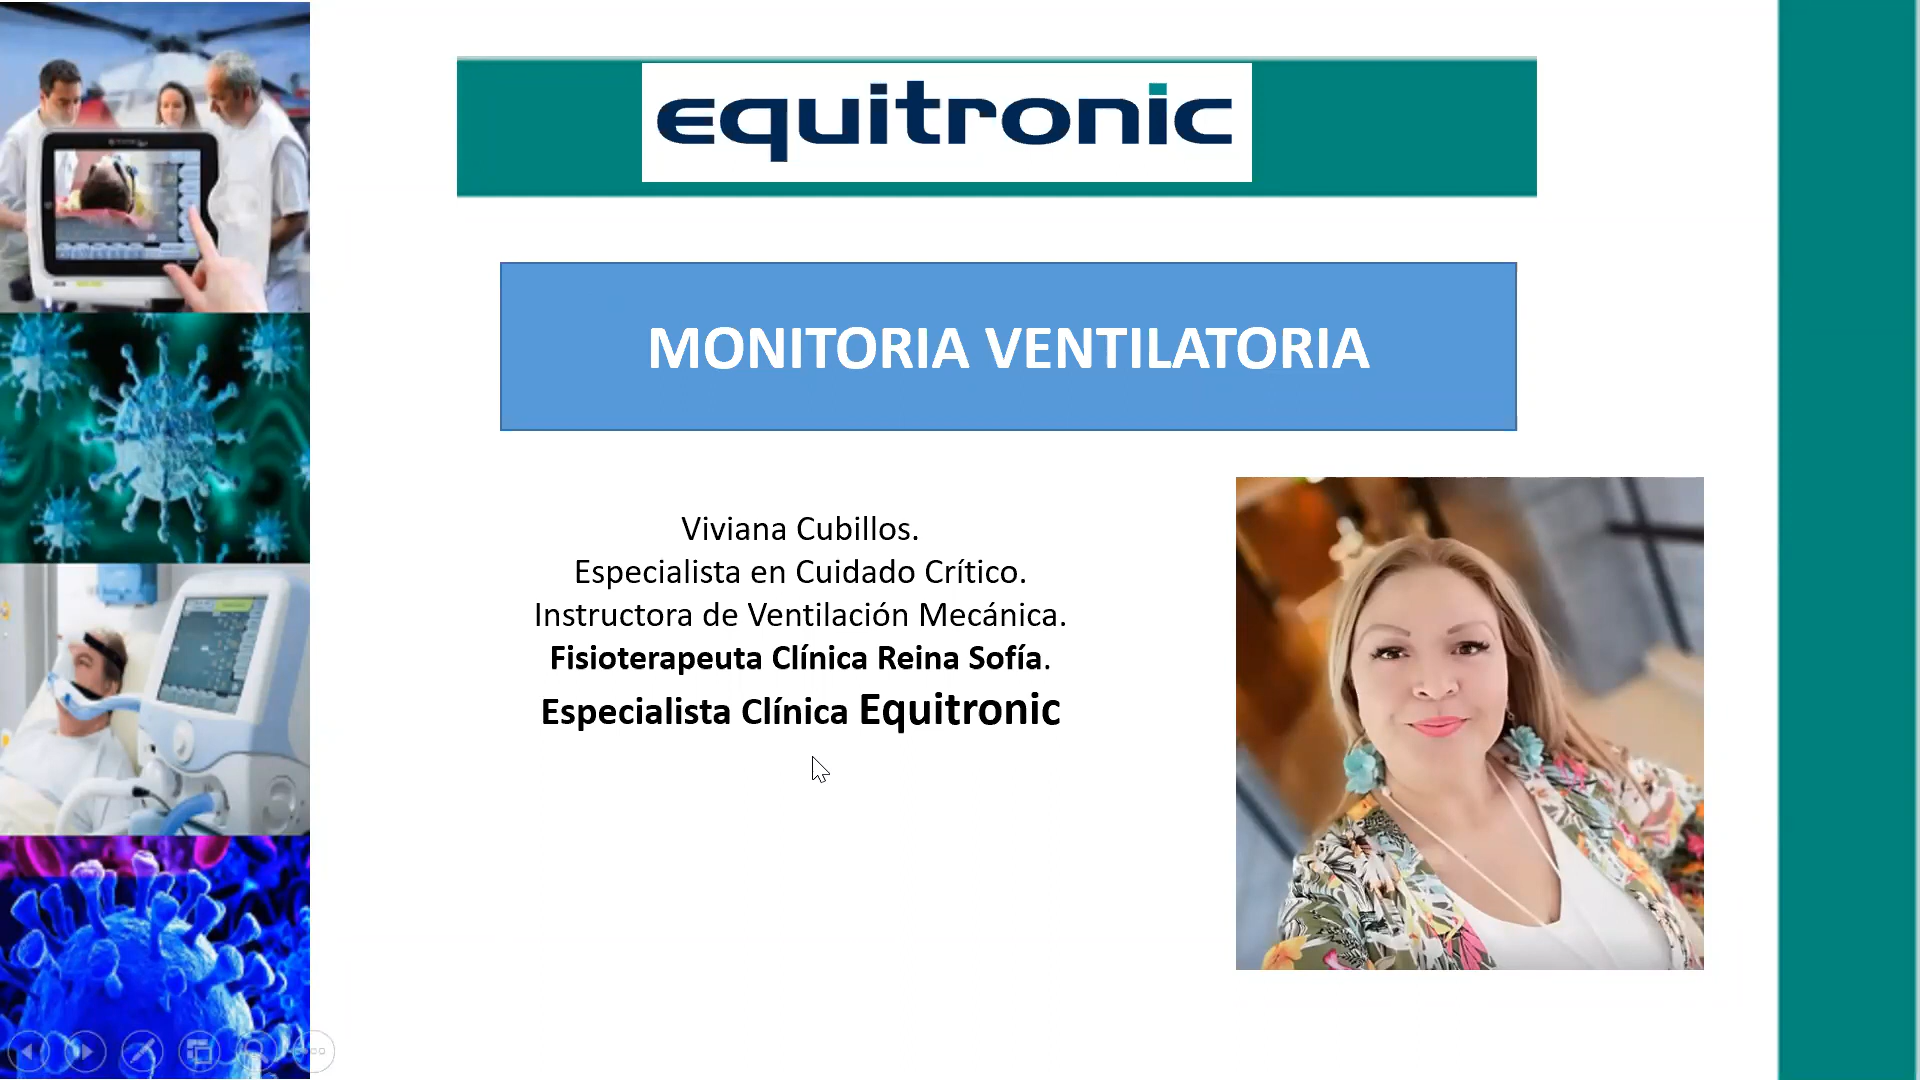 equitronic
MONITORIA VENTILATORIA
Viviana Cubillos.
Especialista en Cuidado Crítico.
Instructora de Ventilación Mecánica.
Fisioterapeuta Clínica Reina Sofía.
Especialista Clínica Equitronic